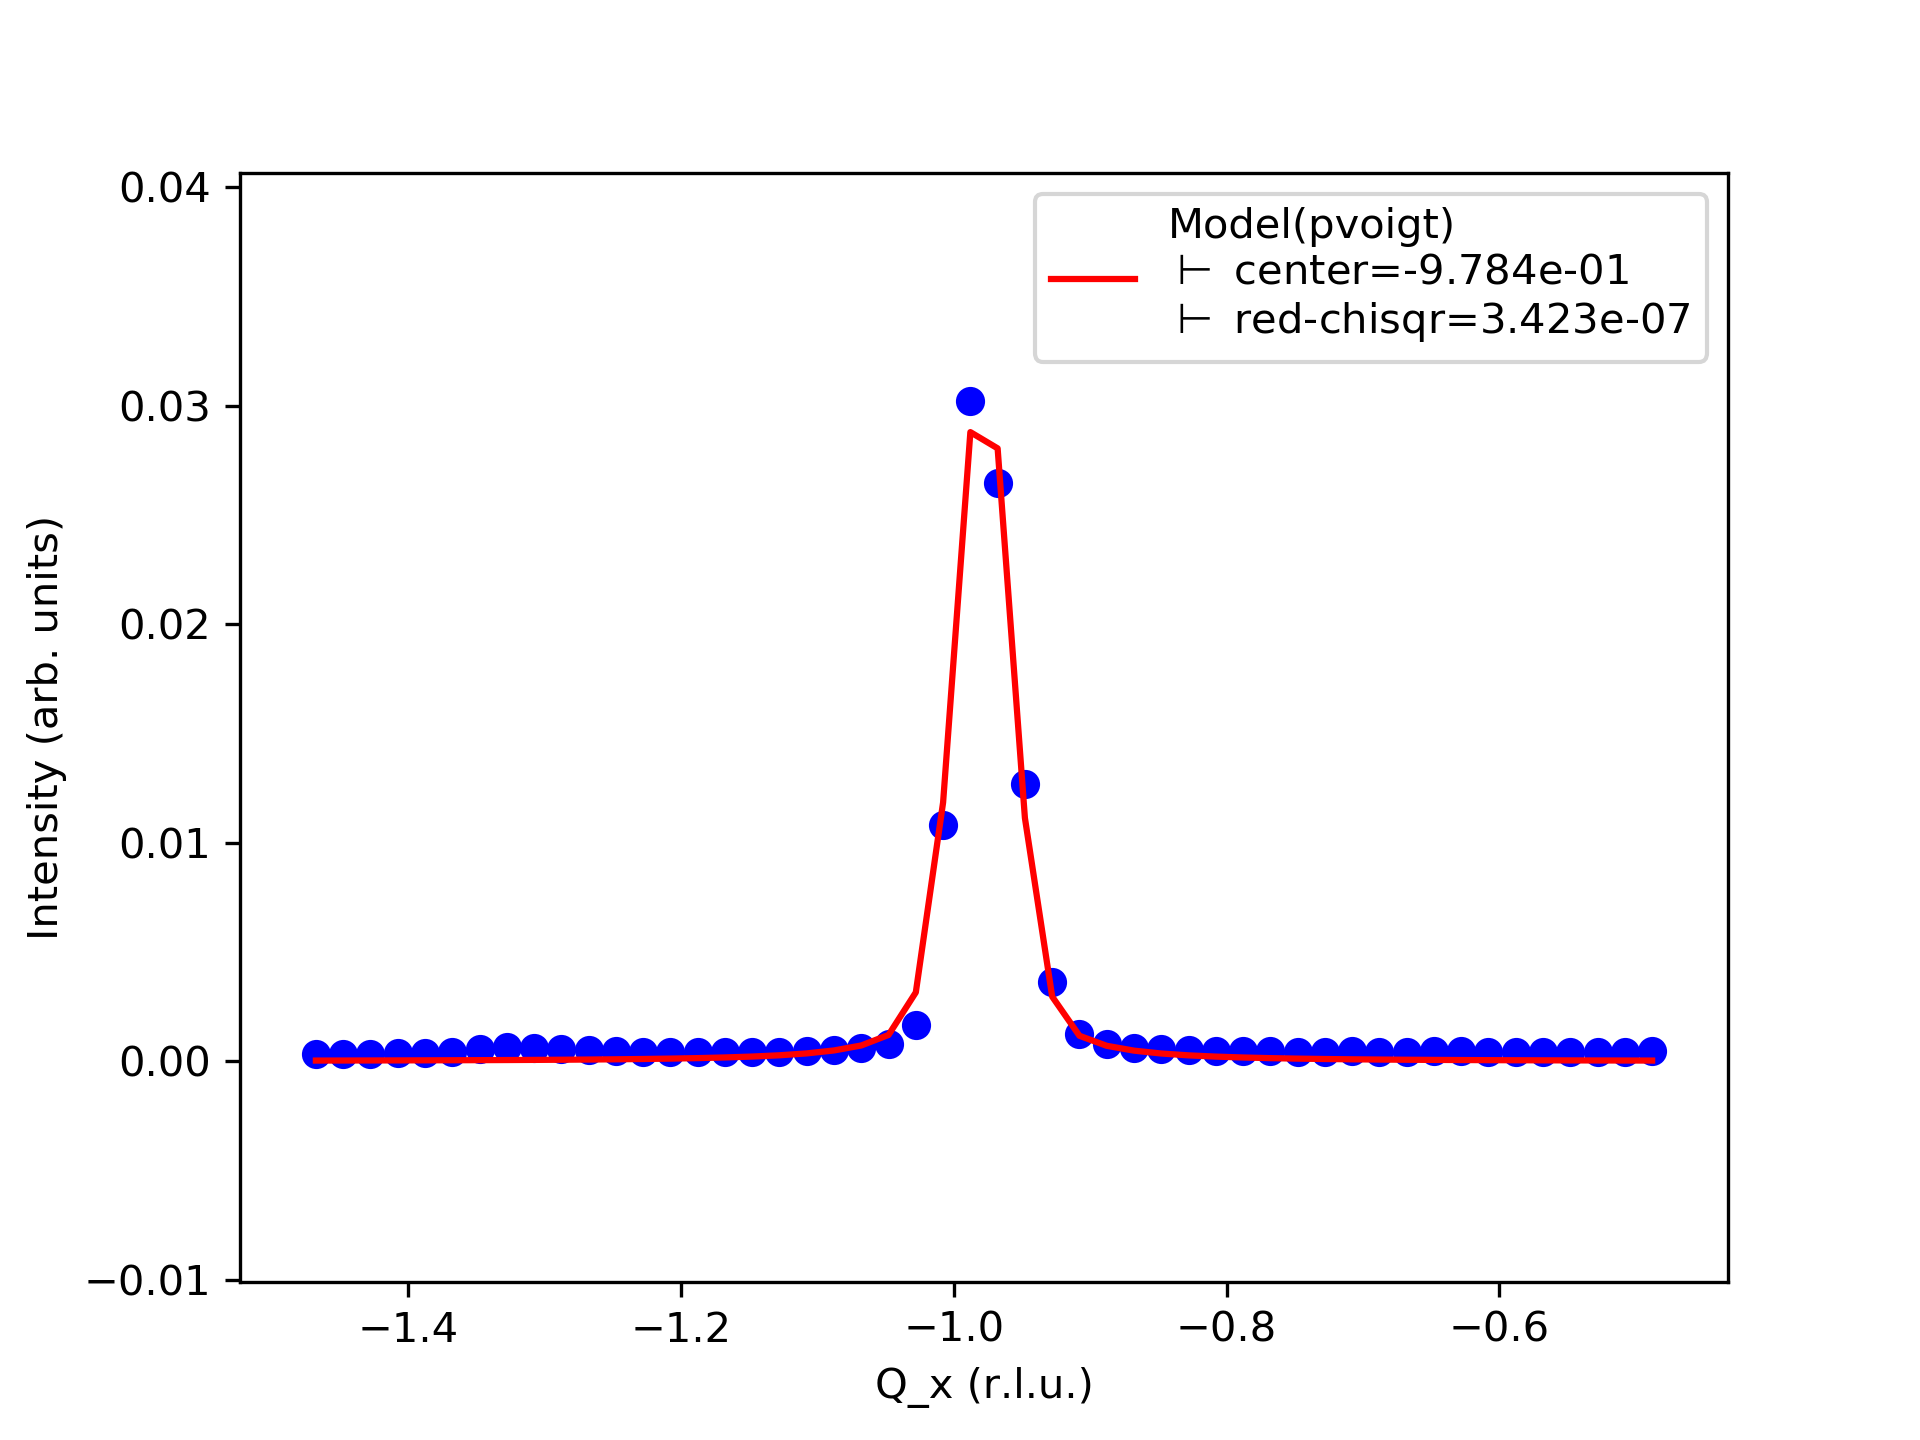 Model(pvoigt)
⊢ center=-9.784e-01
⊢ red-chisqr=3.423e-07
0.04
0.03
0.02
0.01
0.00
−0.01
Intensity (arb. units)
−1.4 −1.2 −1.0 −0.8 −0.6
Q_x (r.l.u.)